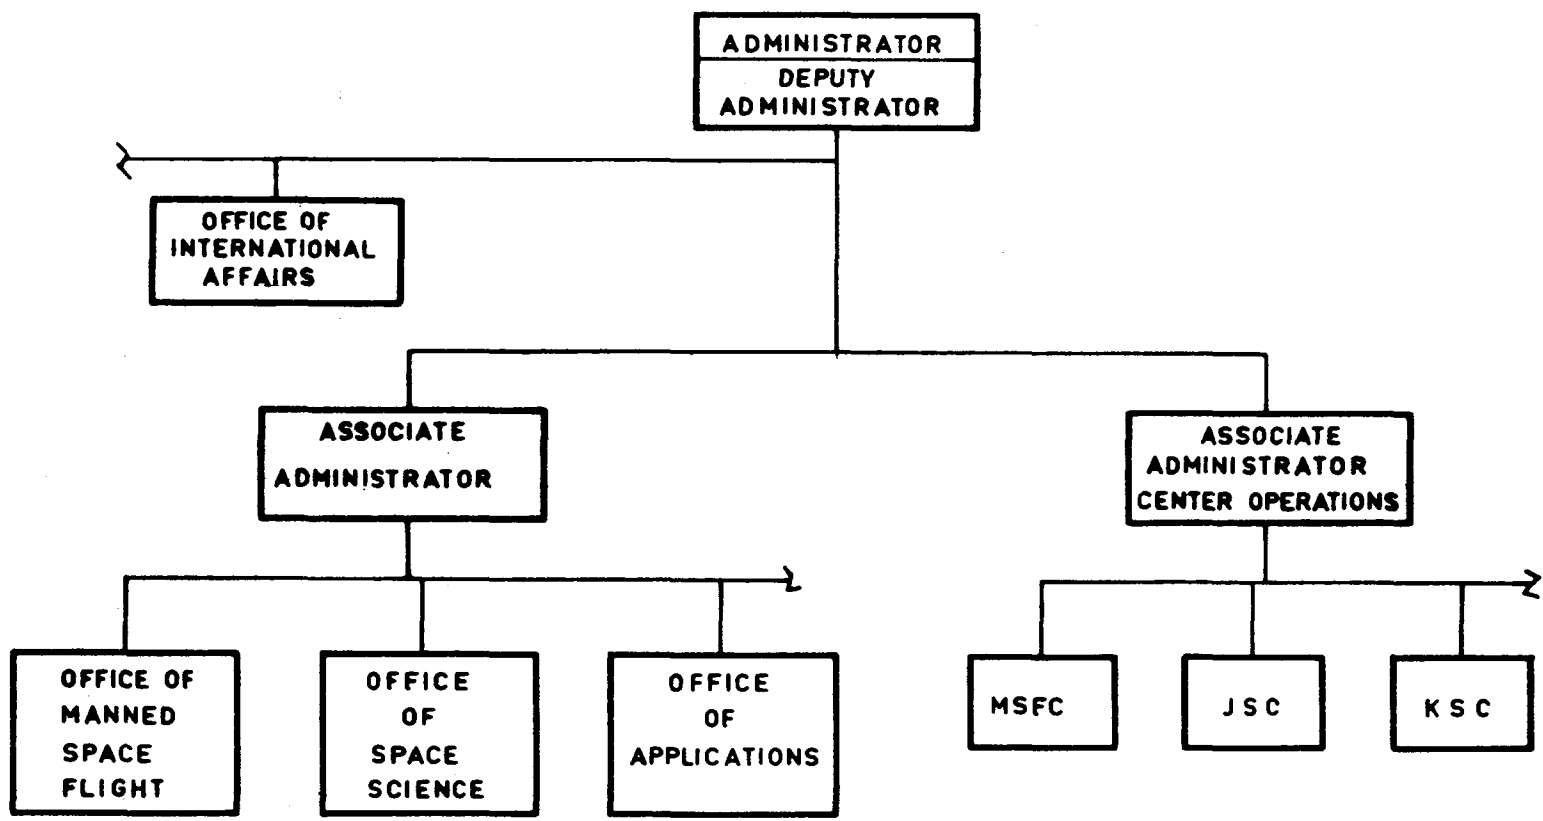 ADMINISTRATOR
DEPUTY
ADMINISTRATOR
OFFICE OF
INTERNATIONAL
AFFAIRS
ASSOCIATE
ADMINISTRATOR
ASSOCIATE
ADMINISTRATOR
CENTER OPERATIONS
OFFICE OF
MANNED
SPACE
FLIGHT
OFFICE
OF
SPACE
SCIENCE
OFFICE
OF
APPLICATIONS
MSFC
JSC
KSC